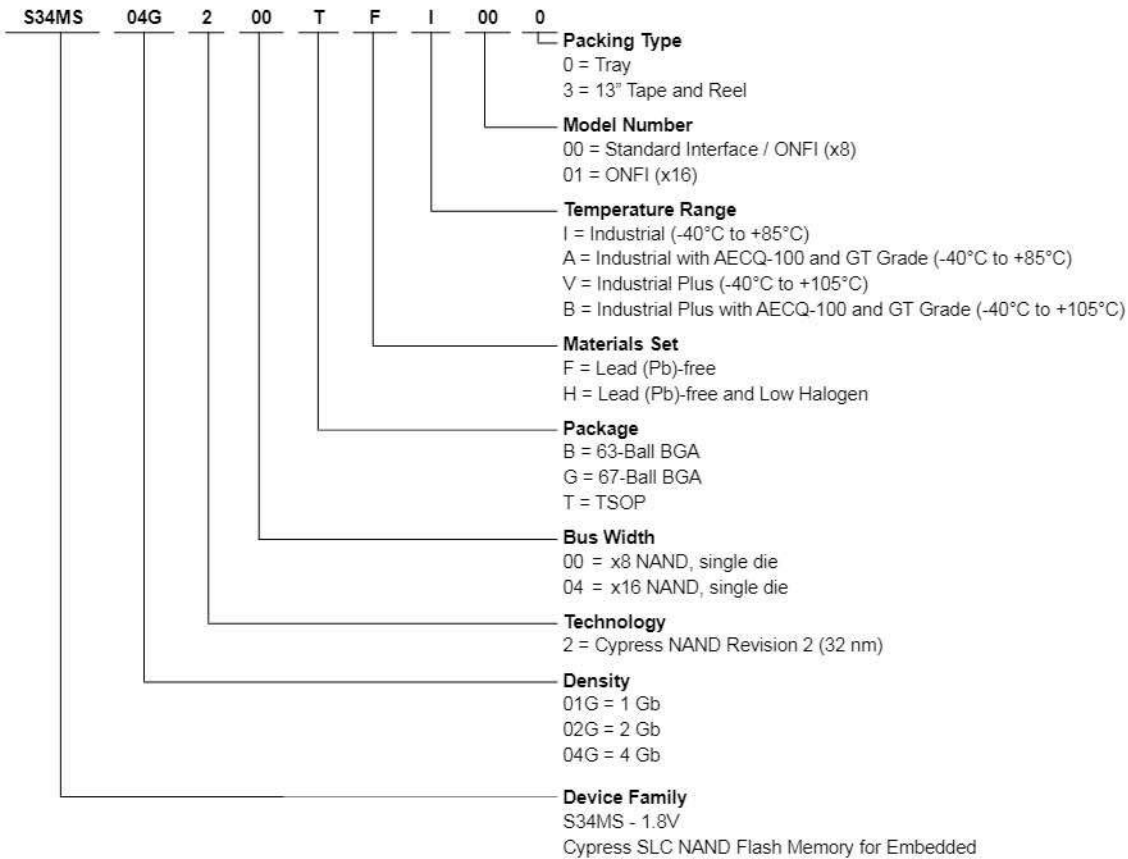 S34MS 04G 2 00 T F I 00 0
Packing Type
0 = Tray
3 = 13” Tape and Reel
Model Number
00 = Standard Interface / ONFI (x8)
01 = ONFI (x16)
Temperature Range
I = Industrial (-40°C to +85°C)
A = Industrial with AECQ-100 and GT Grade (-40°C to +85°C)
V = Industrial Plus (-40°C to +105°C)
B = Industrial Plus with AECQ-100 and GT Grade (-40°C to +105°C)
Materials Set
F = Lead (Pb)-free
H = Lead (Pb)-free and Low Halogen
Package
B = 63-Ball BGA
G = 67-Ball BGA
T = TSOP
Bus Width
00 = x8 NAND, single die
04 = x16 NAND, single die
Technology
2 = Cypress NAND Revision 2 (32 nm)
Density
01G = 1 Gb
02G = 2 Gb
04G = 4 Gb
Device Family
S34MS - 1.8V
Cypress SLC NAND Flash Memory for Embedded